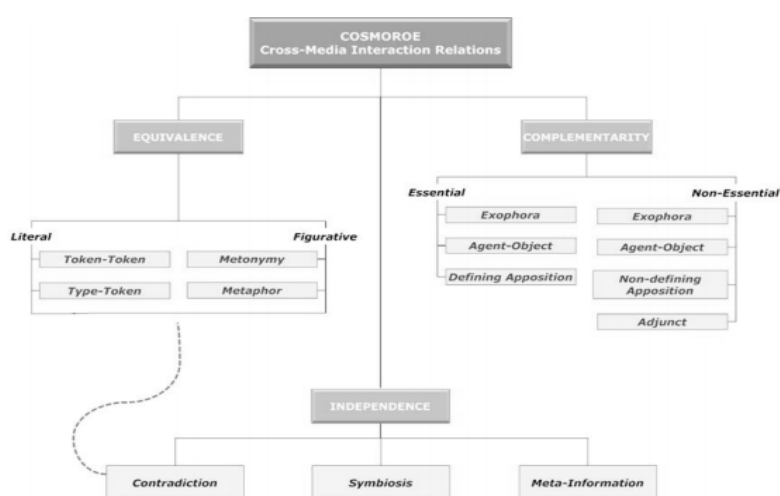 COSMOROE
Cross-Media Interaction Relations
EQUIVALENCE
COMPLEMENTARITY
Essential
Non-Essential
Exophora
Exophora
Agent-Object
Agent-Object
Defining Apposition
Non-defining
Apposition
Adjunct
Literal
Figurative
Token-Token
Metonymy
Type-Token
Metaphor
INDEPENDENCE
Contradiction
Symbiosis
Meta-Information